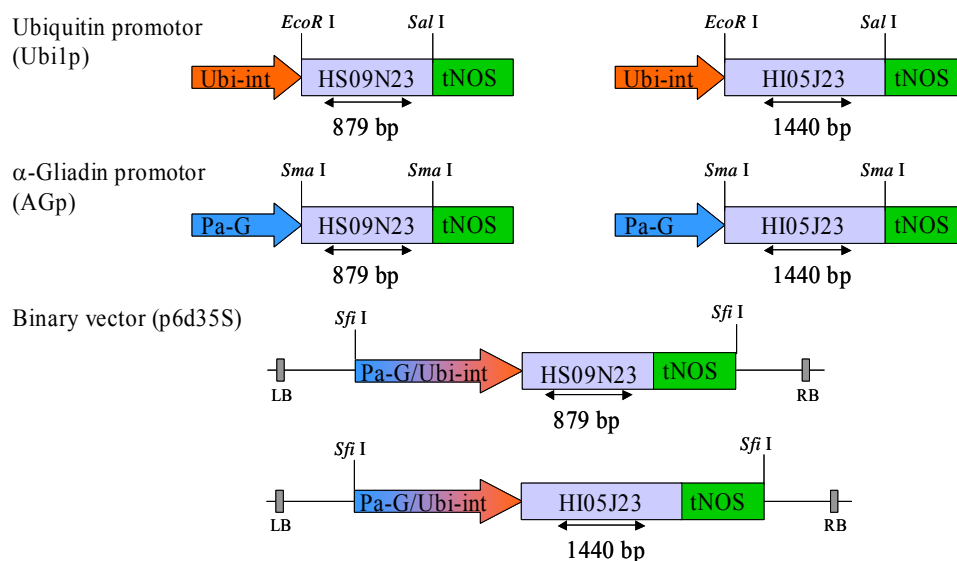 Ubiquitin promotor
(Ubi1p)
EcoR I Sal I EcoR I Sal I
Ubi-int HS09N23 tNOS Ubi-int HI05J23 tNOS
879 bp 1440 bp
α-Gliadin promotor
(AGp)
Sma I Sma I Sma I Sma I
Pa-G HS09N23 tNOS Pa-G HI05J23 tNOS
879 bp 1440 bp
Binary vector (p6d35S)
Sfi I Sfi I
Pa-G/Ubi-int HS09N23 tNOS
LB RB
879 bp
Sfi I Sfi I
Pa-G/Ubi-int HI05J23 tNOS
LB RB
1440 bp